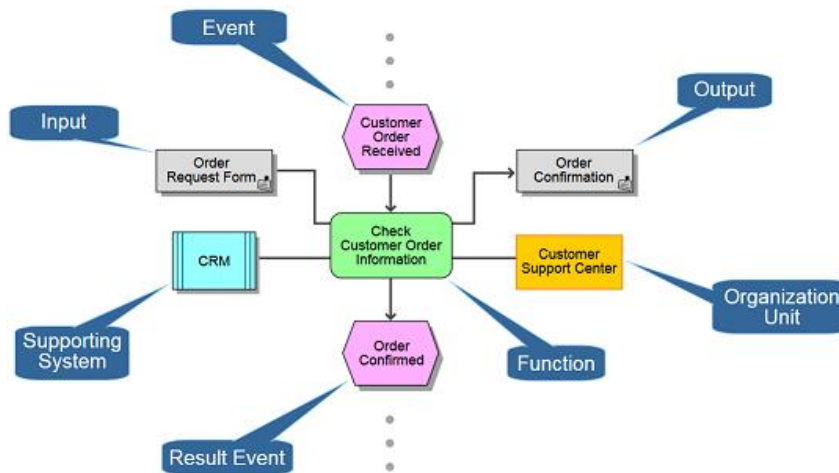 Event
Output
Input
Customer
Order
Received
Order
Request Form
Order
Confirmation
Check
Customer Order
Information
CRM
Customer
Support Center
Organization
Unit
Supporting
System
Order
Confirmed
Function
Result Event